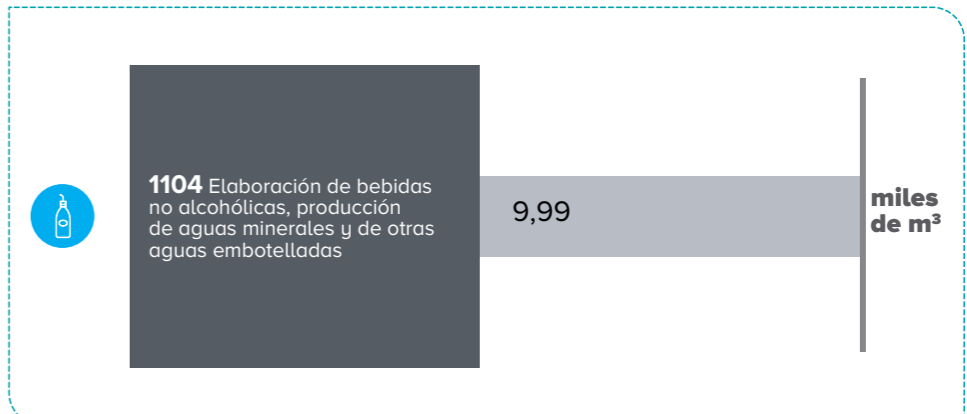 1104 Elaboración de bebidas
no alcohólicas, producción
de aguas minerales y de otras
aguas embotelladas
9,99
miles
de m³